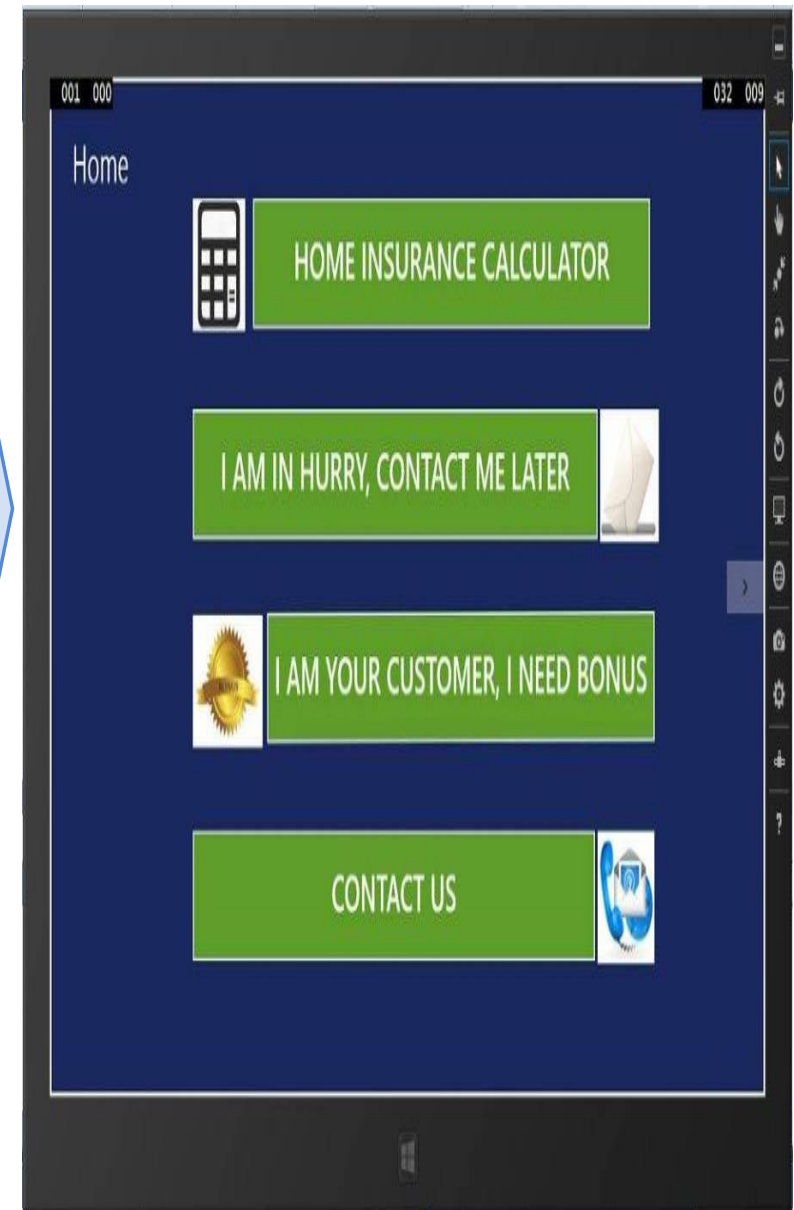 001 000
032 009
Home
HOME INSURANCE CALCULATOR
I AM IN HURRY, CONTACT ME LATER
I AM YOUR CUSTOMER, I NEED BONUS
CONTACT US
?